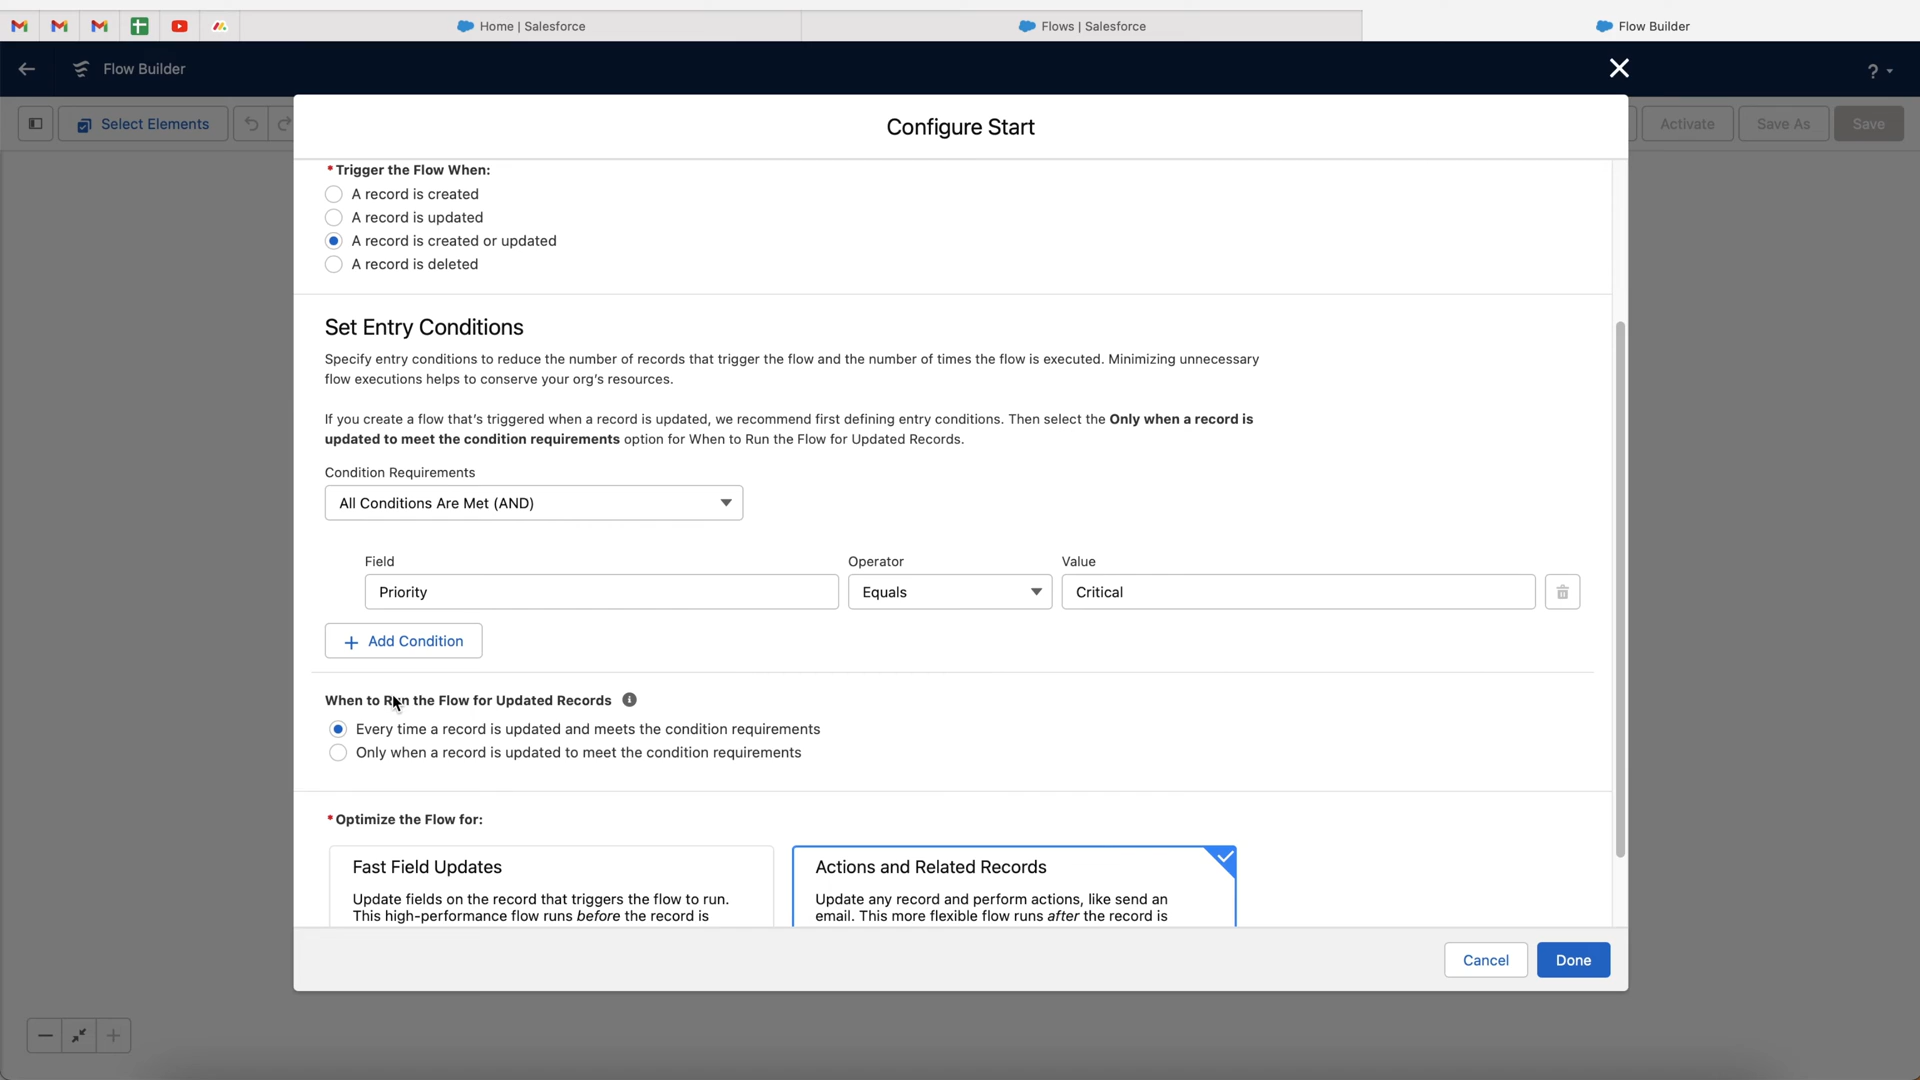 Home | Salesforce
Flows | Salesforce
Flow Builder
Flow Builder
?
Select Elements
Activate
Save As
Save
Configure Start
* Trigger the Flow When:
A record is created
A record is updated
A record is created or updated
A record is deleted
Set Entry Conditions
Specify entry conditions to reduce the number of records that trigger the flow and the number of times the flow is executed. Minimizing unnecessary
flow executions helps to conserve your org's resources.
If you create a flow that's triggered when a record is updated, we recommend first defining entry conditions. Then select the Only when a record is
updated to meet the condition requirements option for When to Run the Flow for Updated Records.
Condition Requirements
All Conditions Are Met (AND)
Field
Operator
Value
Priority
Equals
Critical
+ Add Condition
When to Run the Flow for Updated Records
Every time a record is updated and meets the condition requirements
Only when a record is updated to meet the condition requirements
* Optimize the Flow for:
Fast Field Updates
Update fields on the record that triggers the flow to run.
This high-performance flow runs before the record is
Actions and Related Records
Update any record and perform actions, like send an
email. This more flexible flow runs after the record is
Cancel
Done